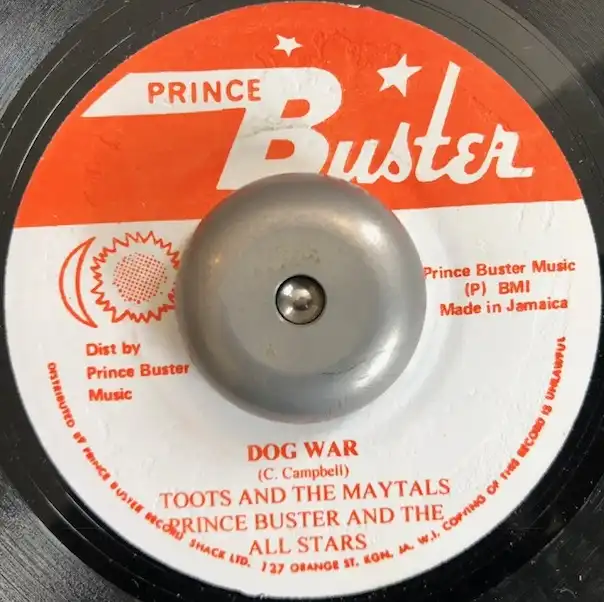 PRINCE
Buster
Prince Buster Music
(P) BMI
Made in Jamaica
Dist by
Prince Buster
Music
DOG WAR
(C. Campbell)
TOOTS AND THE MAYTALS
PRINCE BUSTER AND THE
ALL STARS
DISTRIBUTED BY PRINCE BUSTER RECORD SHACK LTD. 127 ORANGE ST. KGN. JA. W.I. COPYING OF THIS RECORD IS UNLAWFUL